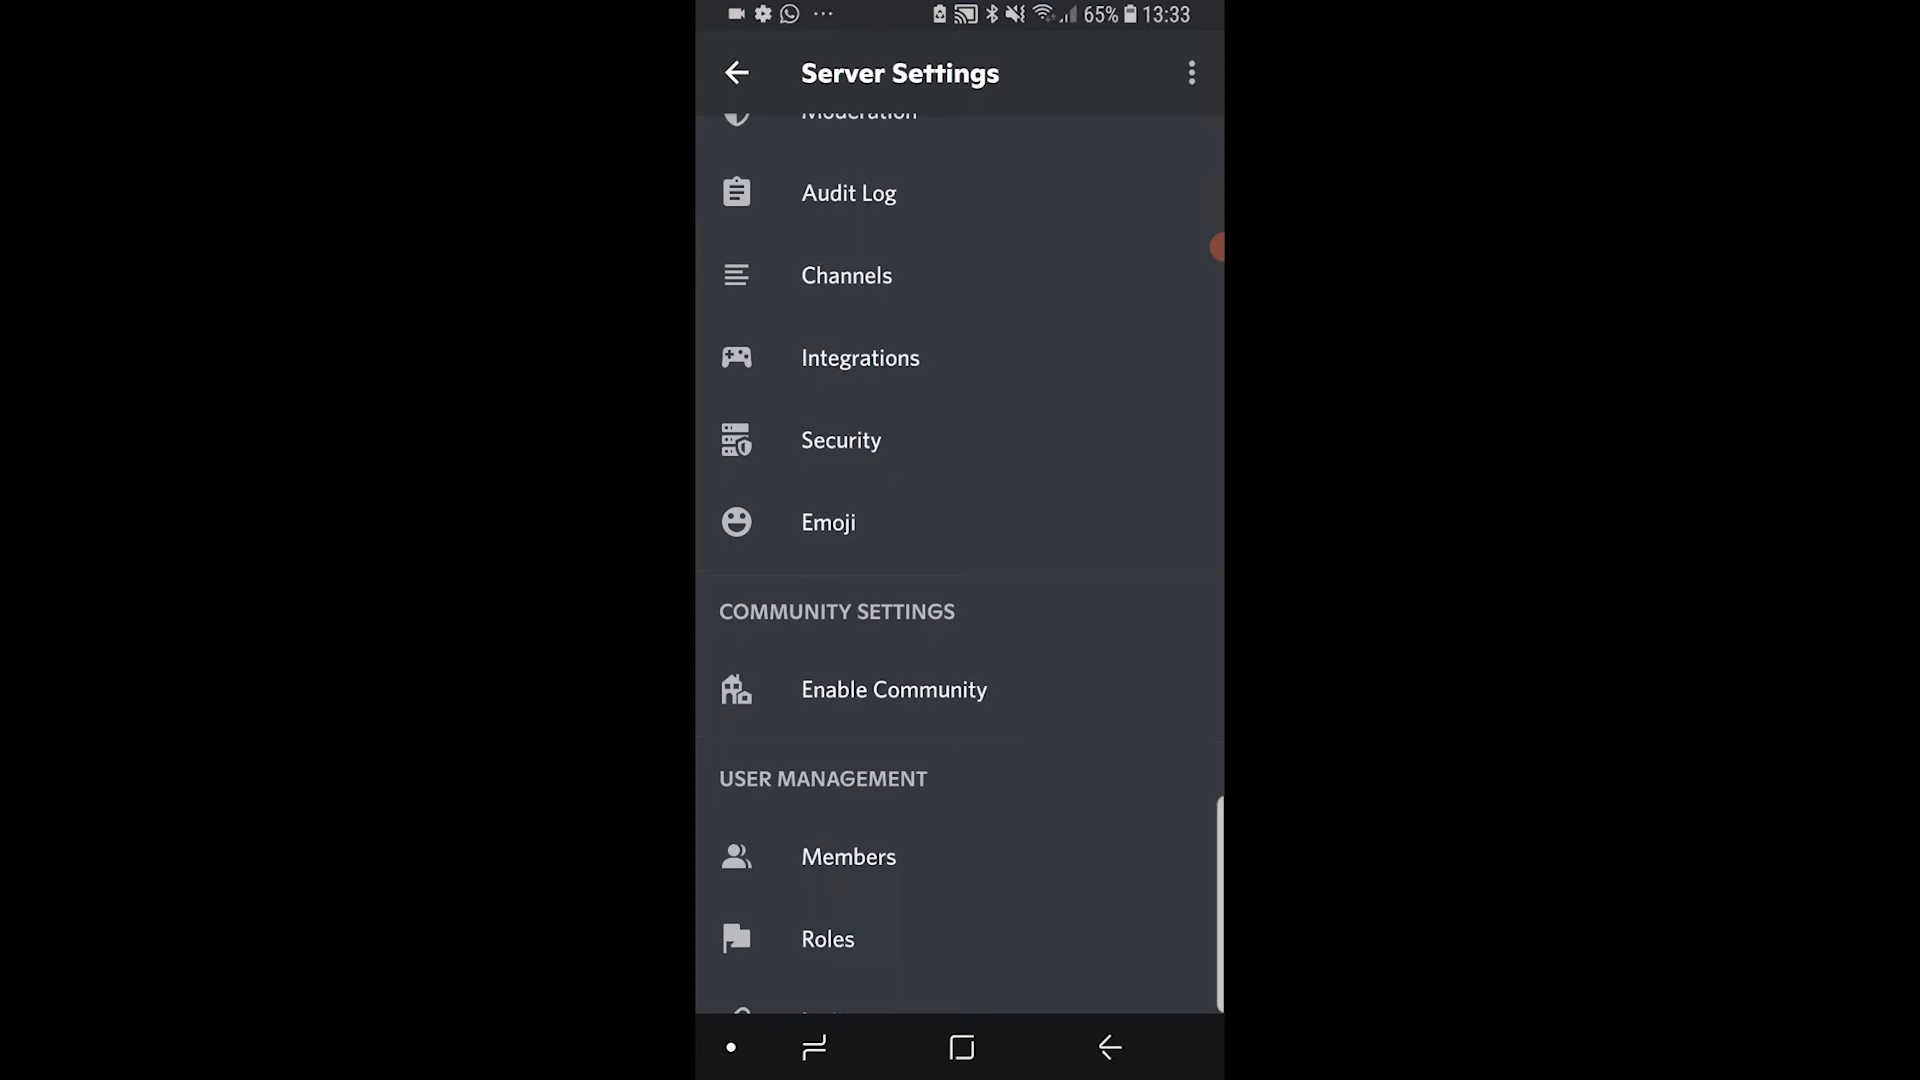 65% 13:33
Server Settings
Moderation
Audit Log
Channels
Integrations
Security
Emoji
COMMUNITY SETTINGS
Enable Community
USER MANAGEMENT
Members
Roles